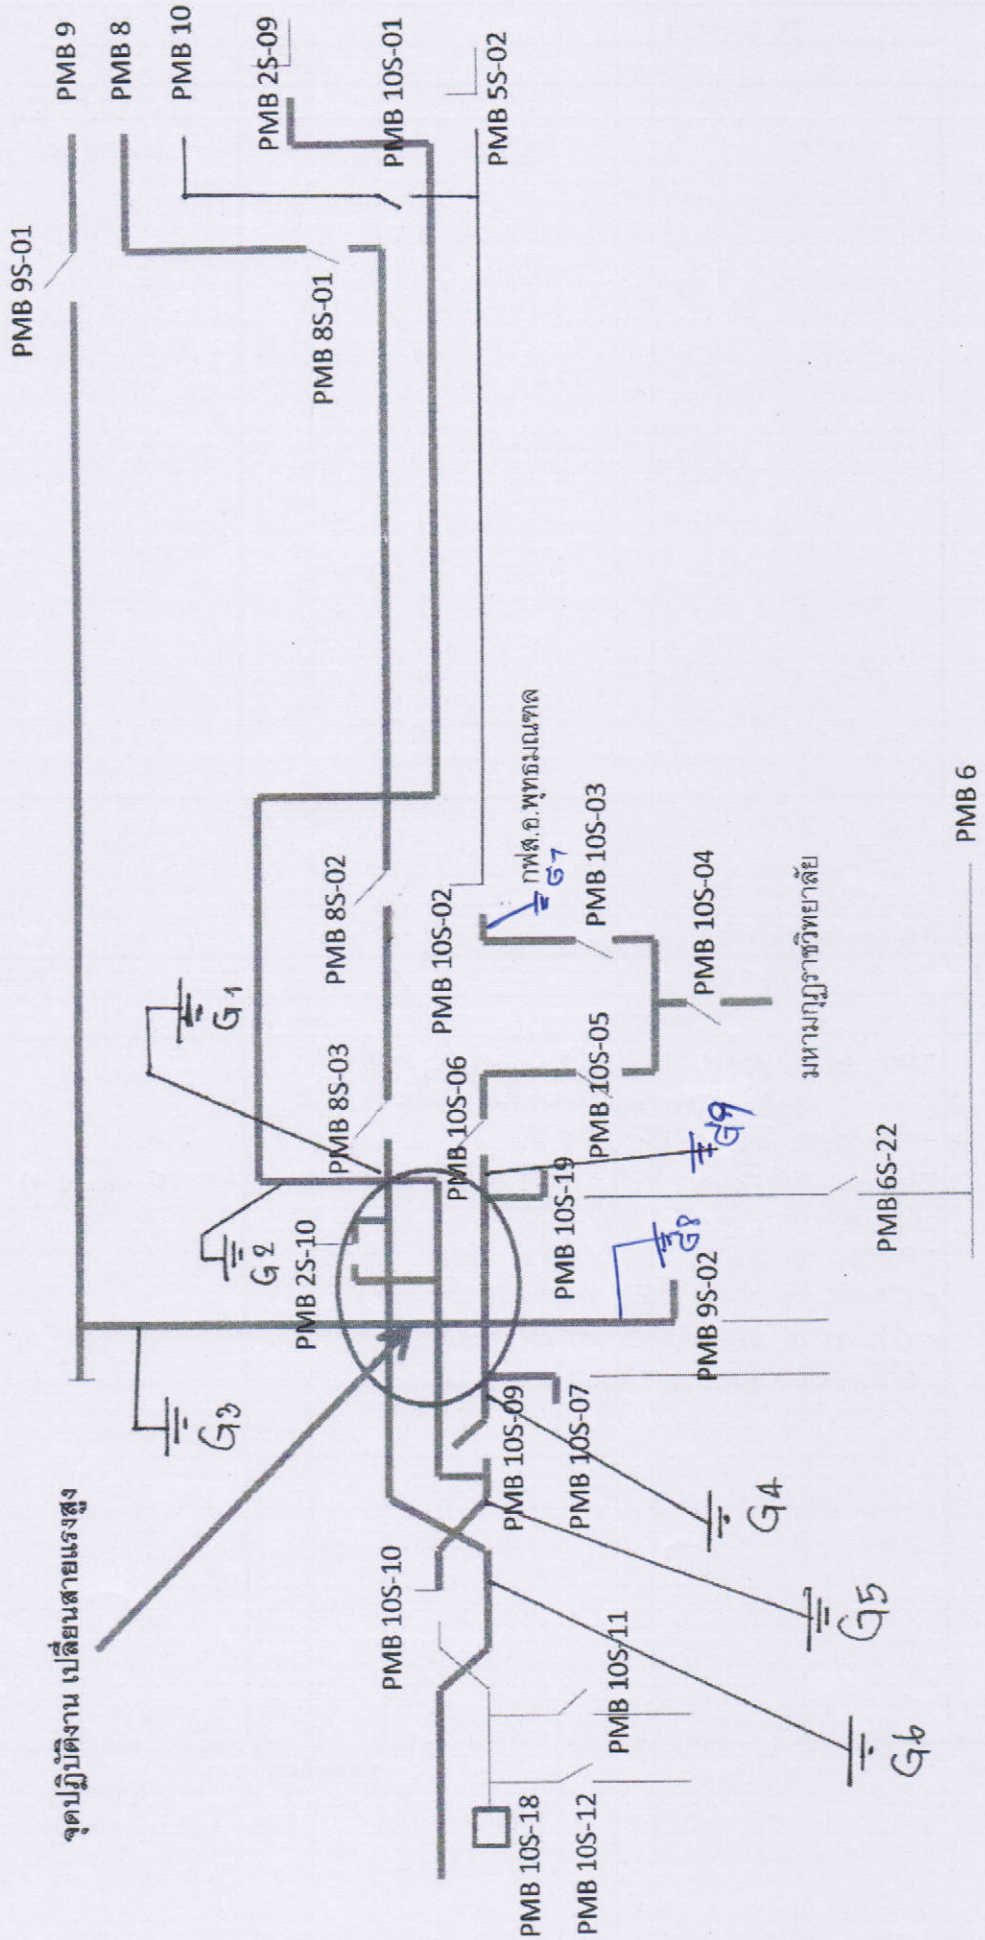 จุดปฏิบัติงาน เปลี่ยนสายแรงสูง
PMB 9S-01
PMB 9
PMB 8
PMB 10
PMB 2S-09
PMB 10S-01
PMB 5S-02
PMB 8S-01
G1
G2
G3
PMB 8S-02
PMB 8S-03
PMB 2S-10
PMB 10S-02
กฟส.อ.พุทธมณฑล
G7
PMB 10S-03
PMB 10S-06
PMB 10S-05
PMB 10S-04
มหามกุฏราชวิทยาลัย
G9
PMB 10S-19
G8
PMB 9S-02
PMB 6S-22
PMB 6
PMB 10S-09
PMB 10S-07
G4
PMB 10S-10
G5
PMB 10S-11
G6
PMB 10S-18
PMB 10S-12